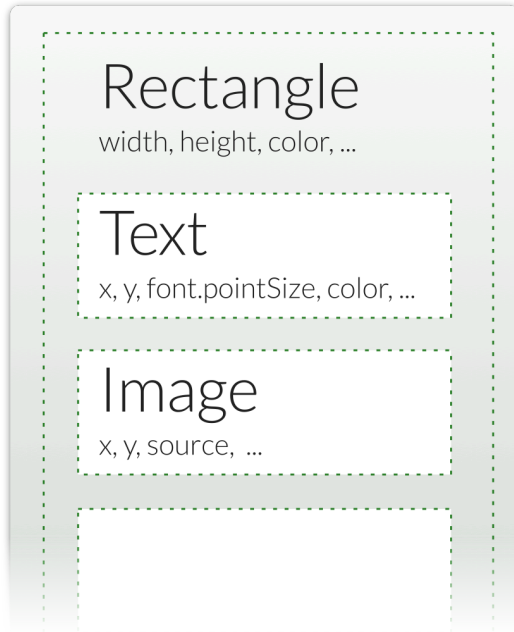 Rectangle
width, height, color, ...
Text
x, y, font.pointSize, color, ...
Image
x, y, source,  ...